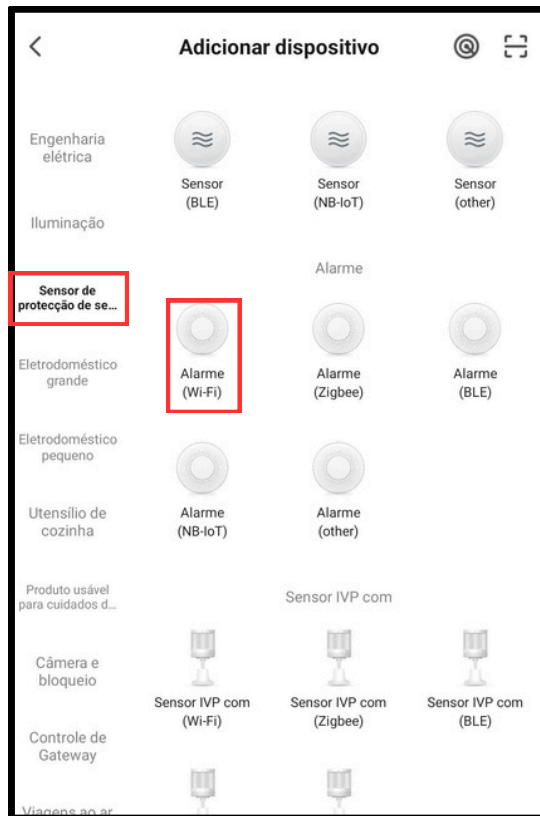 Adicionar dispositivo
Engenharia
elétrica
Iluminação
Sensor de
protecção de se...
Eletrodoméstico
grande
Eletrodoméstico
pequeno
Utensílio de
cozinha
Produto usável
para cuidados d...
Câmera e
bloqueio
Controle de
Gateway
Viagens ao ar
Sensor
(BLE)
Sensor
(NB-IoT)
Sensor
(other)
Alarme
Alarme
(Wi-Fi)
Alarme
(Zigbee)
Alarme
(BLE)
Alarme
(NB-IoT)
Alarme
(other)
Sensor IVP com
Sensor IVP com
(Wi-Fi)
Sensor IVP com
(Zigbee)
Sensor IVP com
(BLE)